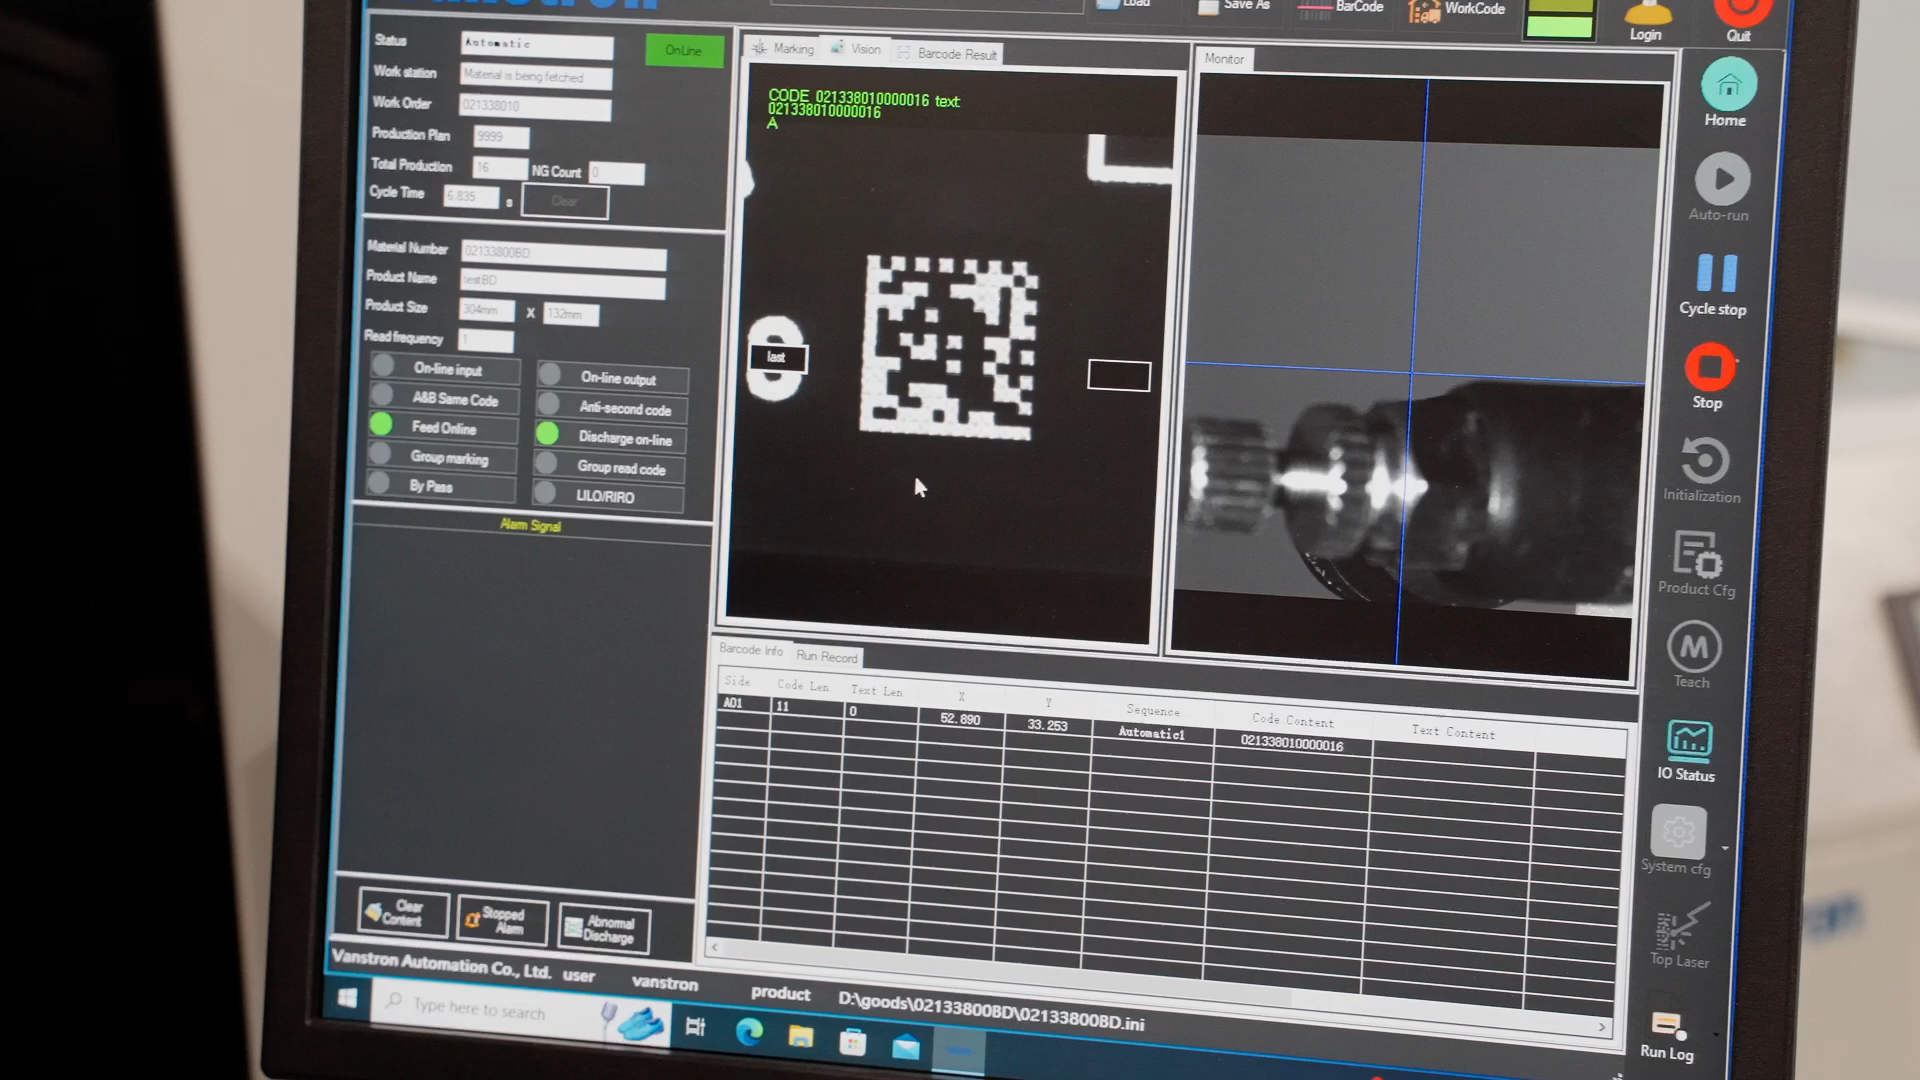 Load
Save As
BarCode
WorkCode
Login
Quit
Status
Automatic
OnLine
Work station
Material is being fetched
Work Order
021338010
Production Plan
9999
Total Production
16
NG Count
0
Cycle Time
6.835
s
Clear
Material Number
02133800BD
Product Name
testBD
Product Size
304mm
X
132mm
Read frequency
1
On-line input
On-line output
A&B Same Code
Anti-second code
Feed Online
Discharge on-line
Group marking
Group read code
By Pass
LILO/RIRO
Alarm Signal
Clear
Content
Stopped
Alarm
Abnormal
Discharge
Marking
Vision
Barcode Result
CODE 021338010000016 text
021338010000016
A
last
Monitor
Home
Auto-run
Cycle stop
Stop
Initialization
Product Cfg
M
Teach
IO Status
System cfg
Top Laser
Run Log
Barcode Info
Run Record
Side
Code Len
Text Len
X
Y
Sequence
Code Content
Text Content
A01
11
0
52.890
33.253
Automatic1
021338010000016
Vanstron Automation Co., Ltd.
user
vanstron
product
D:\goods\02133800BD\02133800BD.ini
Type here to search